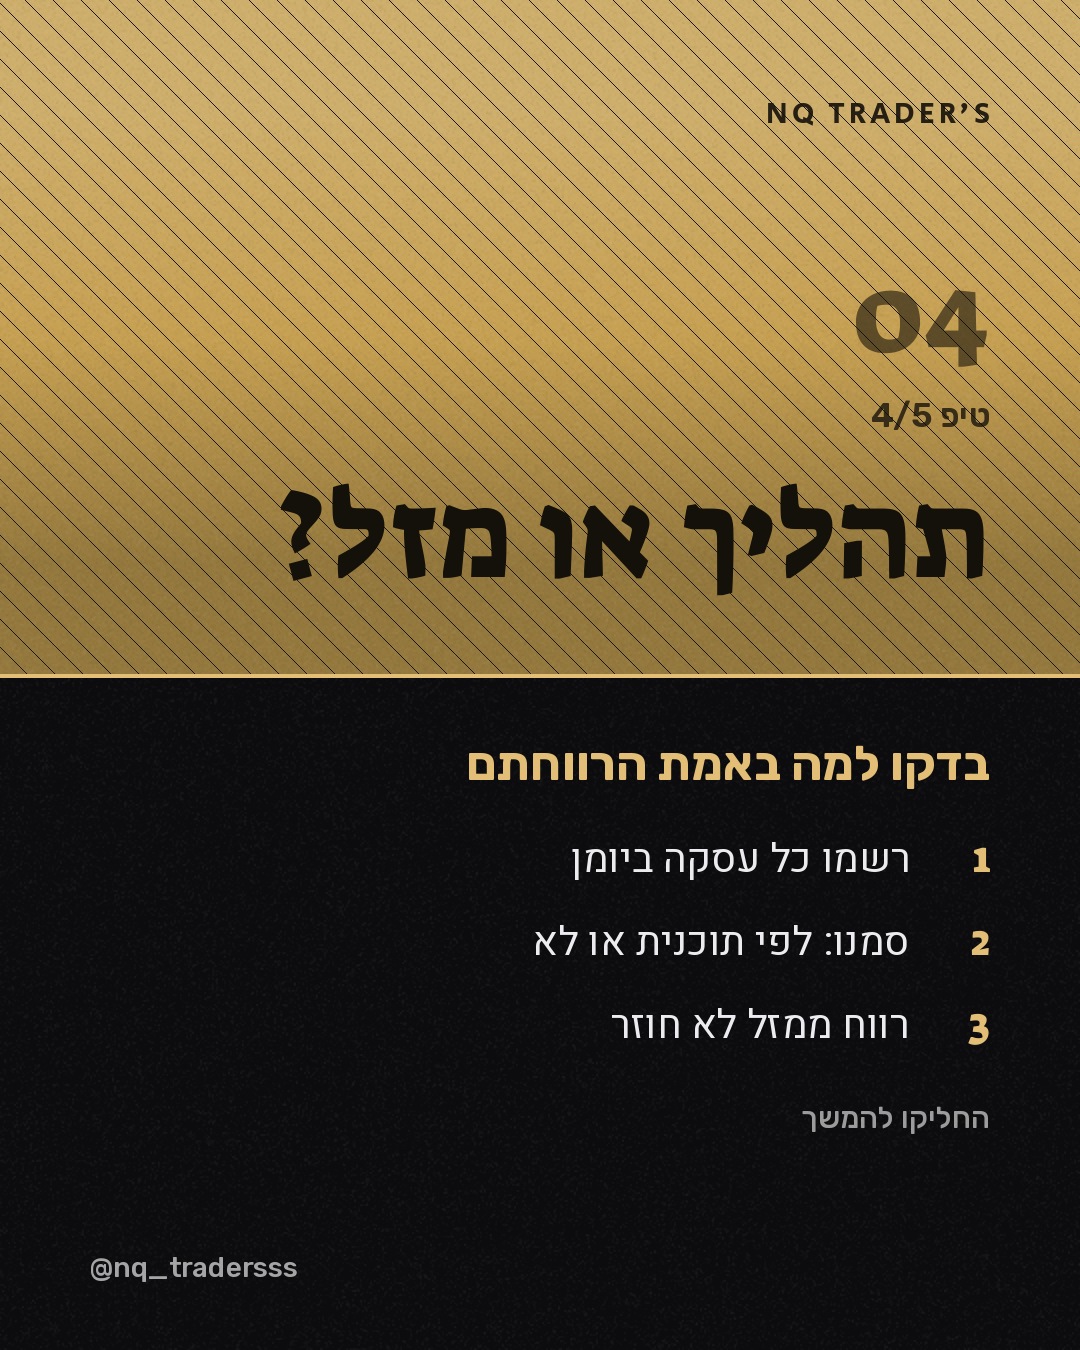 NQ TRADER’S
04
טיפ 4/5
תהליך או מזל?
בדקו למה באמת הרווחתם
1 רשמו כל עסקה ביומן
2 סמנו: לפי תוכנית או לא
3 רווח ממזל לא חוזר
החליקו להמשך
@nq_tradersss